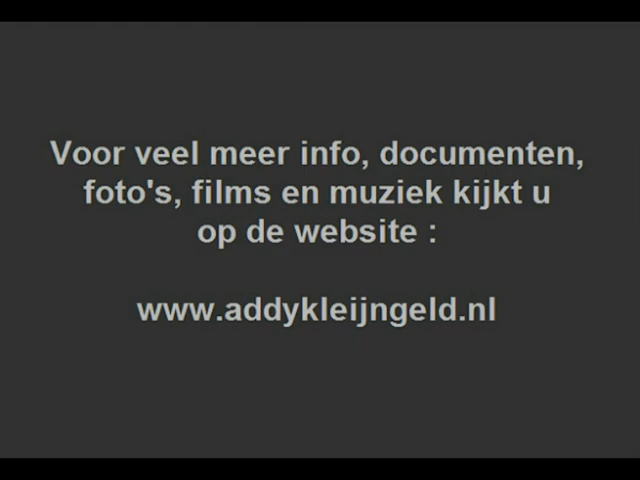 Voor veel meer info, documenten,
foto's, films en muziek kijkt u
op de website :
www.addykleijngeld.nl